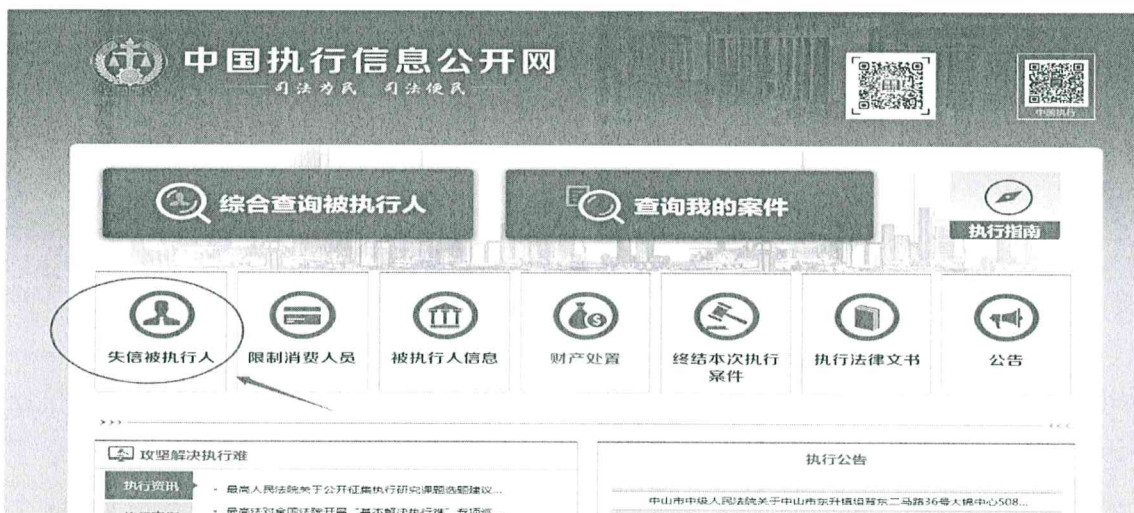 中国执行信息公开网
司法为民 司法便民
中国执行
综合查询被执行人
查询我的案件
执行指南
失信被执行人
限制消费人员
被执行人信息
财产处置
终结本次执行
案件
执行法律文书
公告
>>>
<<<
攻坚解决执行难
执行公告
执行资讯
· 最高人民法院关于公开征集执行研究课题选题建议...
中山市中级人民法院关于中山市东升镇坦背东二马路36号大锦中心508...